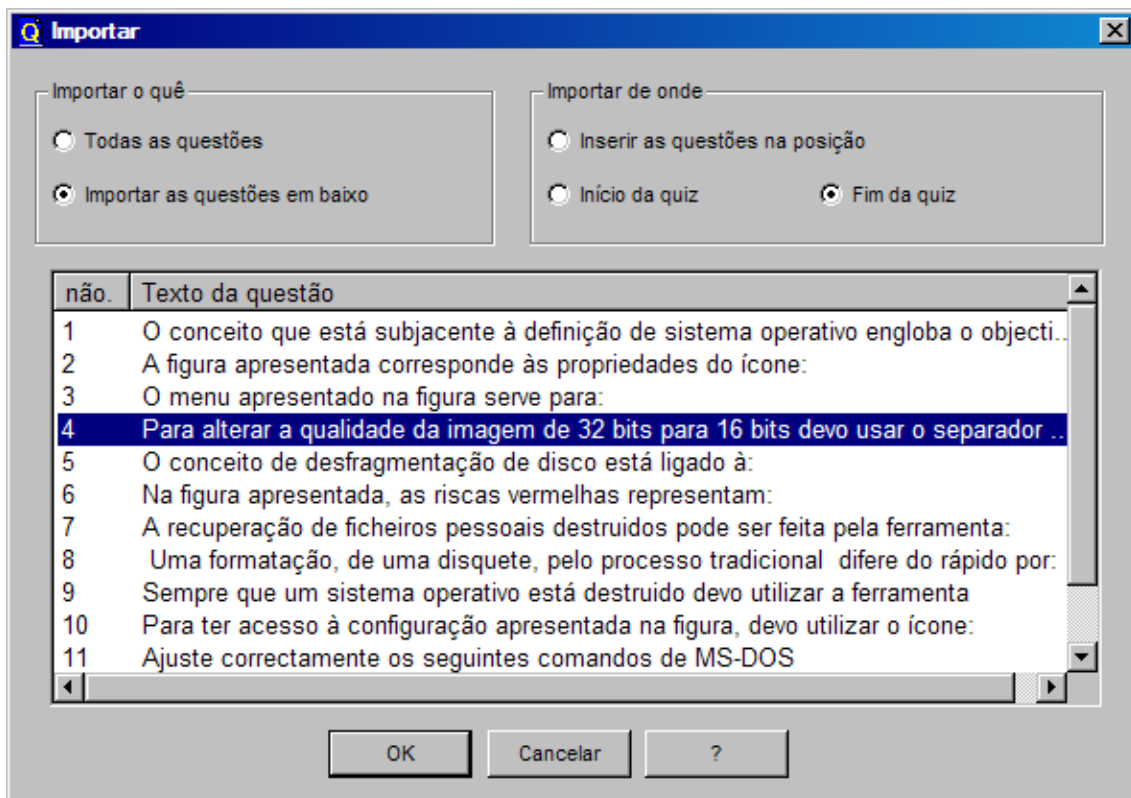 Importar
Importar o quê
Todas as questões
Importar as questões em baixo
Importar de onde
Inserir as questões na posição
Início da quiz Fim da quiz
não. Texto da questão
1 O conceito que está subjacente à definição de sistema operativo engloba o objecti..
2 A figura apresentada corresponde às propriedades do ícone:
3 O menu apresentado na figura serve para:
4 Para alterar a qualidade da imagem de 32 bits para 16 bits devo usar o separador ..
5 O conceito de desfragmentação de disco está ligado à:
6 Na figura apresentada, as riscas vermelhas representam:
7 A recuperação de ficheiros pessoais destruidos pode ser feita pela ferramenta:
8 Uma formatação, de uma disquete, pelo processo tradicional difere do rápido por:
9 Sempre que um sistema operativo está destruido devo utilizar a ferramenta
10 Para ter acesso à configuração apresentada na figura, devo utilizar o ícone:
11 Ajuste correctamente os seguintes comandos de MS-DOS
OK Cancelar ?